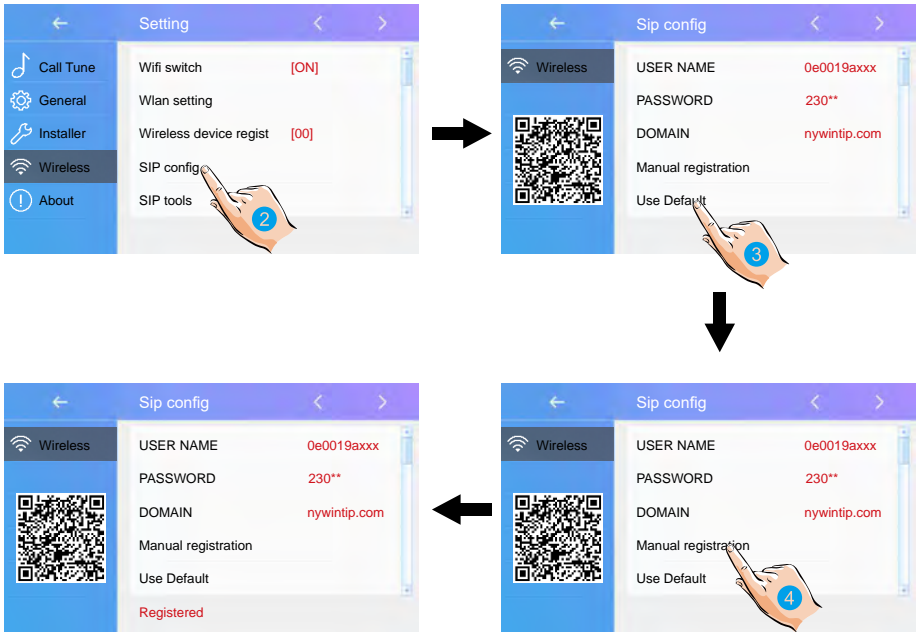 Setting
Call Tune
General
Installer
Wireless
About
Wifi switch [ON]
Wlan setting
Wireless device regist [00]
SIP config
SIP tools
2
Sip config
Wireless
USER NAME 0e0019axxx
PASSWORD 230**
DOMAIN nywintip.com
Manual registration
Use Default
3
Sip config
Wireless
USER NAME 0e0019axxx
PASSWORD 230**
DOMAIN nywintip.com
Manual registration
Use Default
Registered
Sip config
Wireless
USER NAME 0e0019axxx
PASSWORD 230**
DOMAIN nywintip.com
Manual registration
Use Default
4